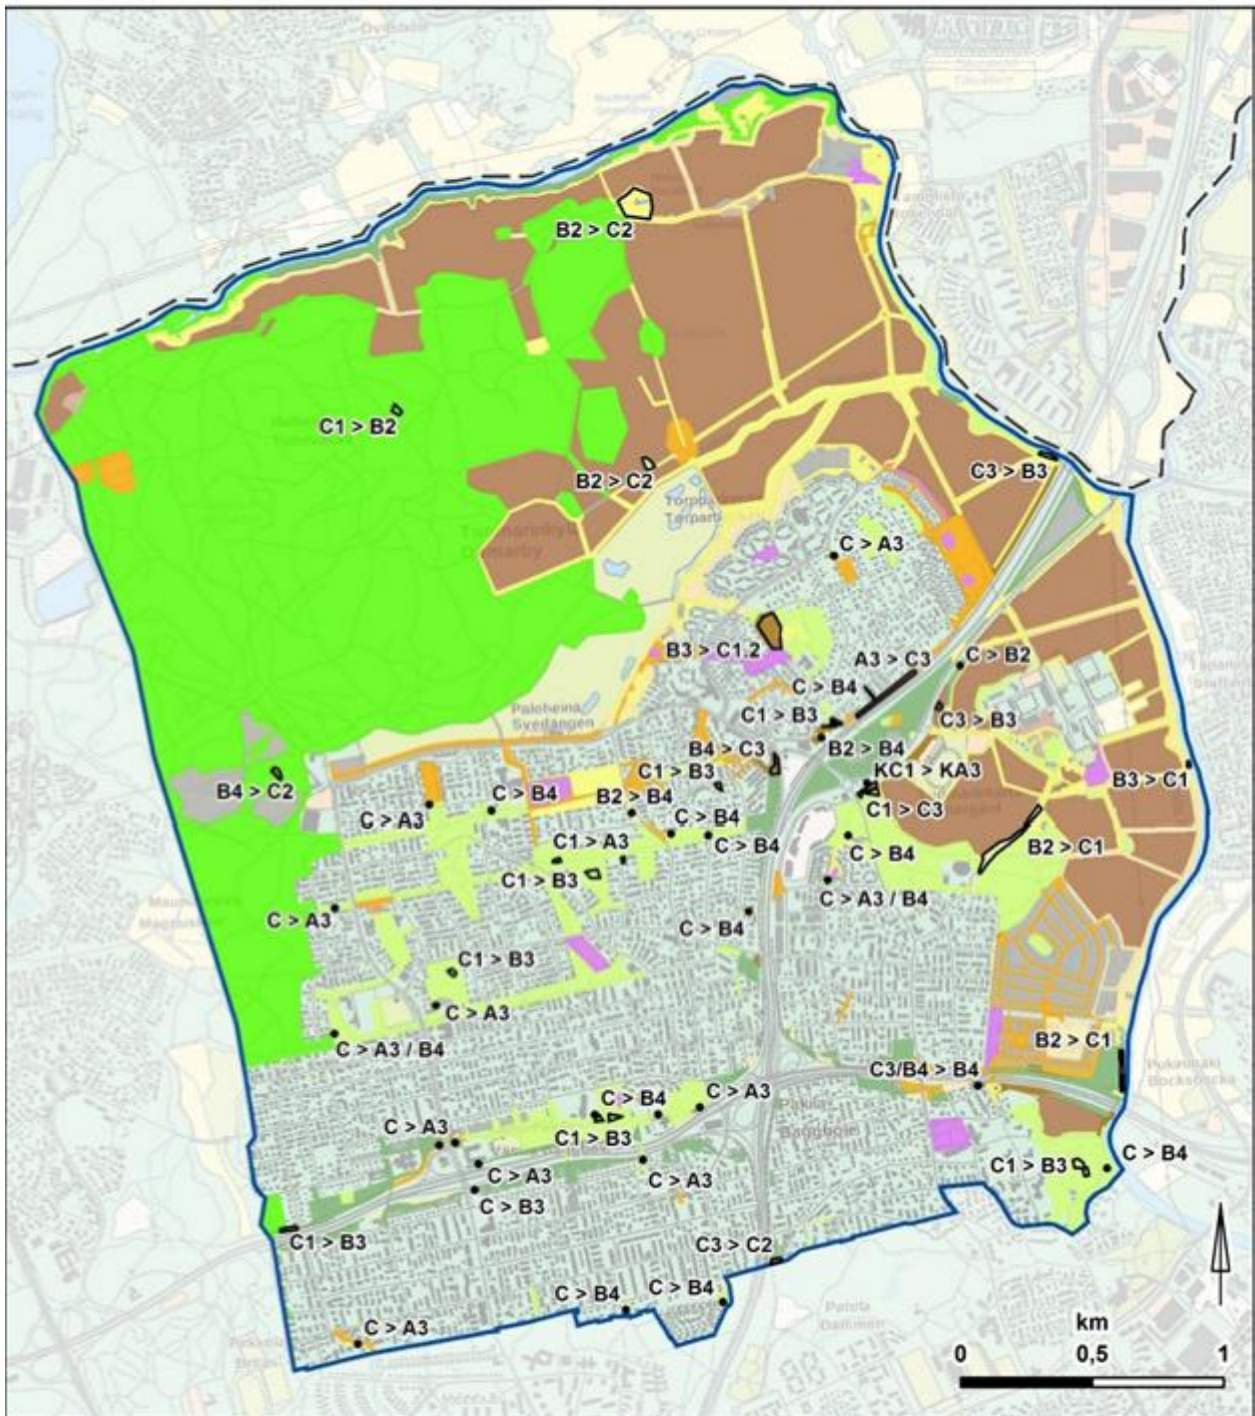 B2 > C2
C1 > B2
B2 > C2
C3 > B3
Torparit
C > A3
B3 > C1.2
A3 > C3
C > B2
C > B4
Paloheinä
Svedängen
C1 > B3
C3 > B3
B4 > C3
B2 > B4
KC1 > KA3
B3 > C1
C1 > B3
B4 > C2
C > B4
B2 > B4
C1 > C3
C > A3
C > B4
C > B4
C > B4
B2 > C1
C1 > A3
C1 > B3
C > A3 / B4
C > A3
C > B4
C1 > B3
C > A3
C > A3 / B4
B2 > C1
C3/B4 > B4
C > A3
C > B4
C > A3
C1 > B3
C > A3
C > A3
C1 > B3
C > B4
C > B3
C1 > B3
C3 > C2
C > B4
C > B4
C > A3
km
0 0,5 1